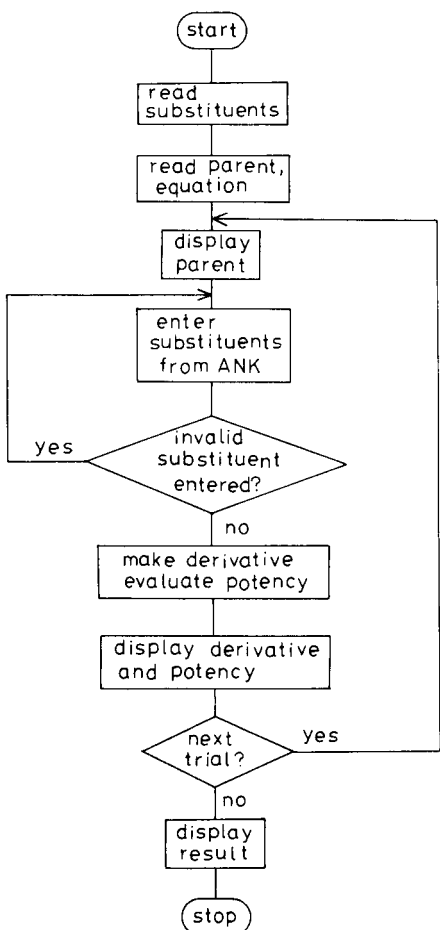 start
read
substituents
read parent,
equation
display
parent
enter
substituents
from ANK
yes
invalid
substituent
entered?
no
make derivative
evaluate potency
display derivative
and potency
next
trial?
yes
no
display
result
stop